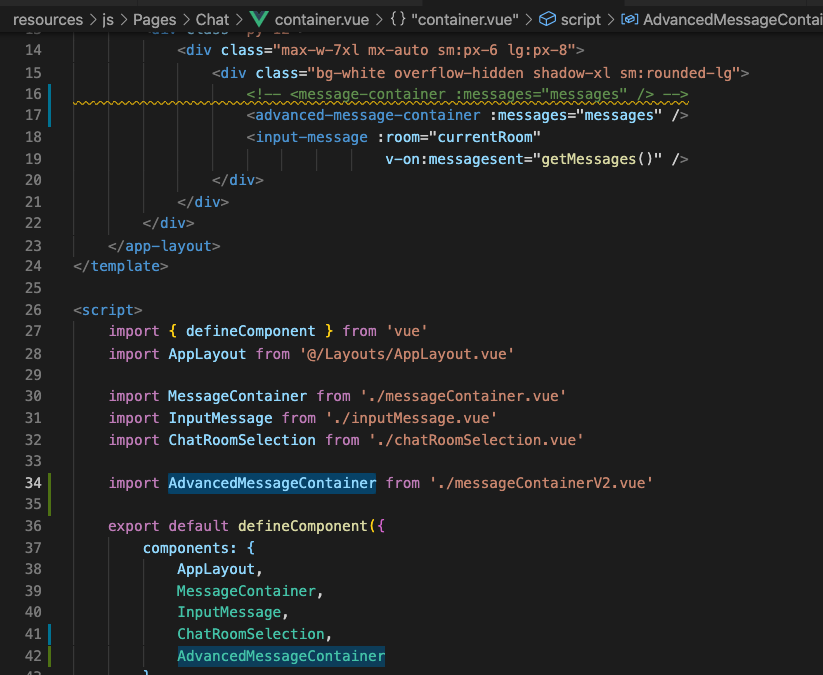 resources > js > Pages > Chat > container.vue > {} "container.vue" > script > AdvancedMessageContai
14 <div class="max-w-7xl mx-auto sm:px-6 lg:px-8">
15 <div class="bg-white overflow-hidden shadow-xl sm:rounded-lg">
16 <!-- <message-container :messages="messages" /> -->
17 <advanced-message-container :messages="messages" />
18 <input-message :room="currentRoom"
19 v-on:messagesent="getMessages()" />
20 </div>
21 </div>
22 </div>
23 </app-layout>
24 </template>
25
26 <script>
27 import { defineComponent } from 'vue'
28 import AppLayout from '@/Layouts/AppLayout.vue'
29
30 import MessageContainer from './messageContainer.vue'
31 import InputMessage from './inputMessage.vue'
32 import ChatRoomSelection from './chatRoomSelection.vue'
33
34 import AdvancedMessageContainer from './messageContainerV2.vue'
35
36 export default defineComponent({
37 components: {
38 AppLayout,
39 MessageContainer,
40 InputMessage,
41 ChatRoomSelection,
42 AdvancedMessageContainer